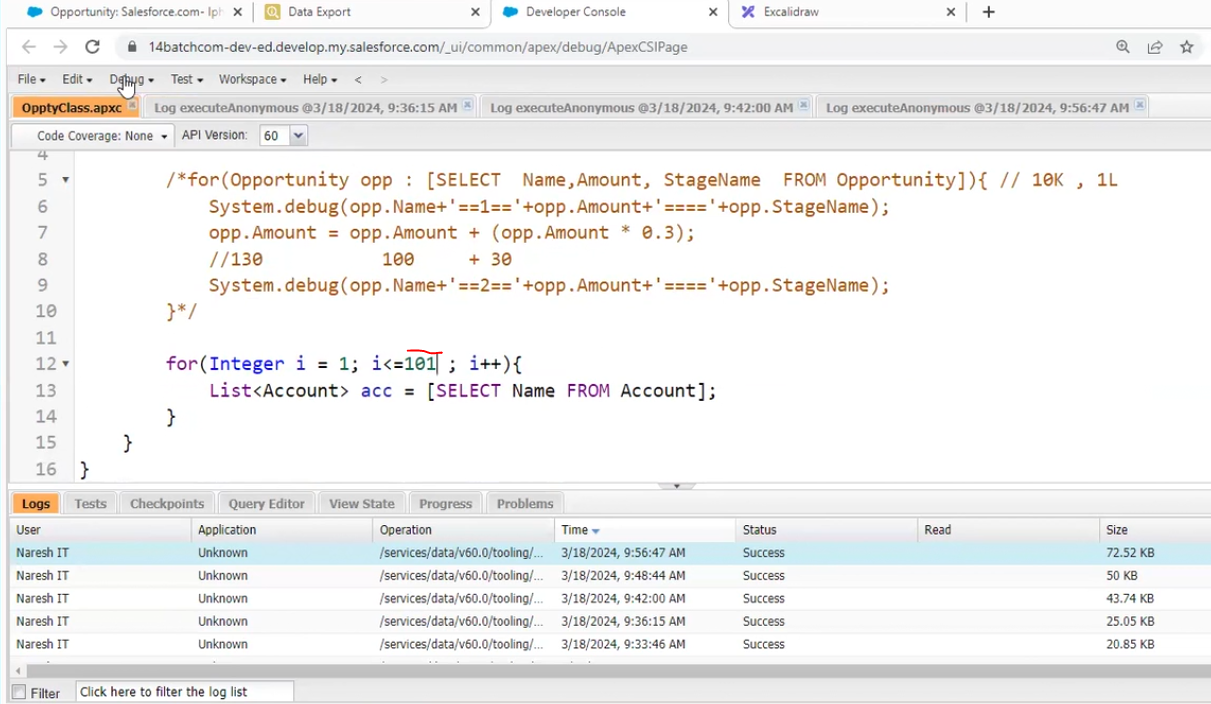 Opportunity: Salesforce.com- Iph
Data Export
Developer Console
Excalidraw
14batchcom-dev-ed.develop.my.salesforce.com/_ui/common/apex/debug/ApexCSIPage
File Edit Debug Test Workspace Help < >
OpptyClass.apxc Log executeAnonymous @3/18/2024, 9:36:15 AM Log executeAnonymous @3/18/2024, 9:42:00 AM Log executeAnonymous @3/18/2024, 9:56:47 AM
Code Coverage: None API Version: 60
4
5 /*for(Opportunity opp : [SELECT Name,Amount, StageName FROM Opportunity]){ // 10K , 1L
6 System.debug(opp.Name+'==1=='+opp.Amount+'===='+opp.StageName);
7 opp.Amount = opp.Amount + (opp.Amount * 0.3);
8 //130 100 + 30
9 System.debug(opp.Name+'==2=='+opp.Amount+'===='+opp.StageName);
10 }*/
11
12 for(Integer i = 1; i<=101 ; i++){
13 List<Account> acc = [SELECT Name FROM Account];
14 }
15 }
16 }
Logs Tests Checkpoints Query Editor View State Progress Problems
User Application Operation Time Status Read Size
Naresh IT Unknown /services/data/v60.0/tooling/... 3/18/2024, 9:56:47 AM Success 72.52 KB
Naresh IT Unknown /services/data/v60.0/tooling/... 3/18/2024, 9:48:44 AM Success 50 KB
Naresh IT Unknown /services/data/v60.0/tooling/... 3/18/2024, 9:42:00 AM Success 43.74 KB
Naresh IT Unknown /services/data/v60.0/tooling/... 3/18/2024, 9:36:15 AM Success 25.05 KB
Naresh IT Unknown /services/data/v60.0/tooling/... 3/18/2024, 9:33:46 AM Success 20.85 KB
Filter Click here to filter the log list